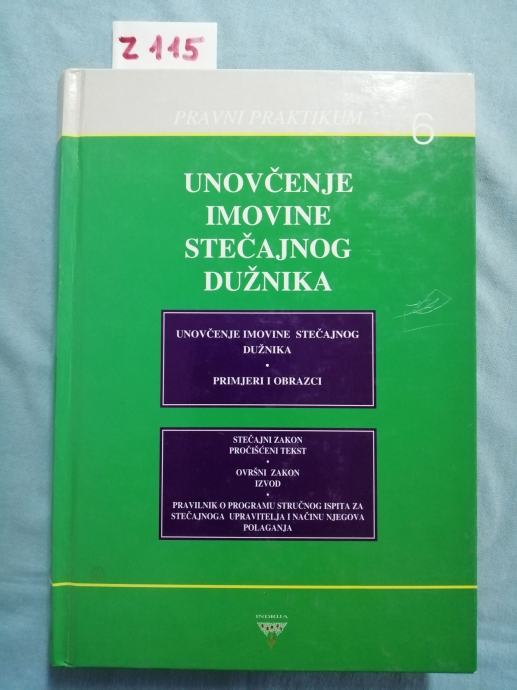 Z 115
PRAVNI PRAKTIKUM
6
UNOVČENJE
IMOVINE
STEČAJNOG
DUŽNIKA
UNOVČENJE IMOVINE STEČAJNOG
DUŽNIKA
•
PRIMJERI I OBRAZCI
STEČAJNI ZAKON
PROČIŠĆENI TEKST
•
OVRŠNI ZAKON
IZVOD
•
PRAVILNIK O PROGRAMU STRUČNOG ISPITA ZA
STEČAJNOGA UPRAVITELJA I NAČINU NJEGOVA
POLAGANJA
INDRIJA